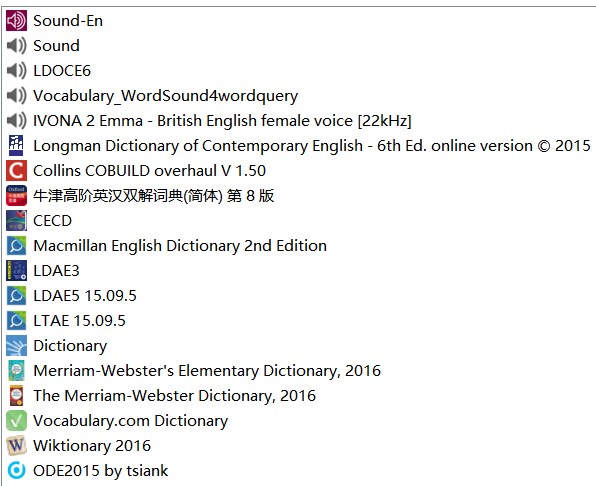 Sound-En
Sound
LDOCE6
Vocabulary_WordSound4wordquery
IVONA 2 Emma - British English female voice [22kHz]
Longman Dictionary of Contemporary English - 6th Ed. online version © 2015
Collins COBUILD overhaul V 1.50
牛津高阶英汉双解词典(简体) 第 8 版
CECD
Macmillan English Dictionary 2nd Edition
LDAE3
LDAE5 15.09.5
LTAE 15.09.5
Dictionary
Merriam-Webster's Elementary Dictionary, 2016
The Merriam-Webster Dictionary, 2016
Vocabulary.com Dictionary
Wiktionary 2016
ODE2015 by tsiank